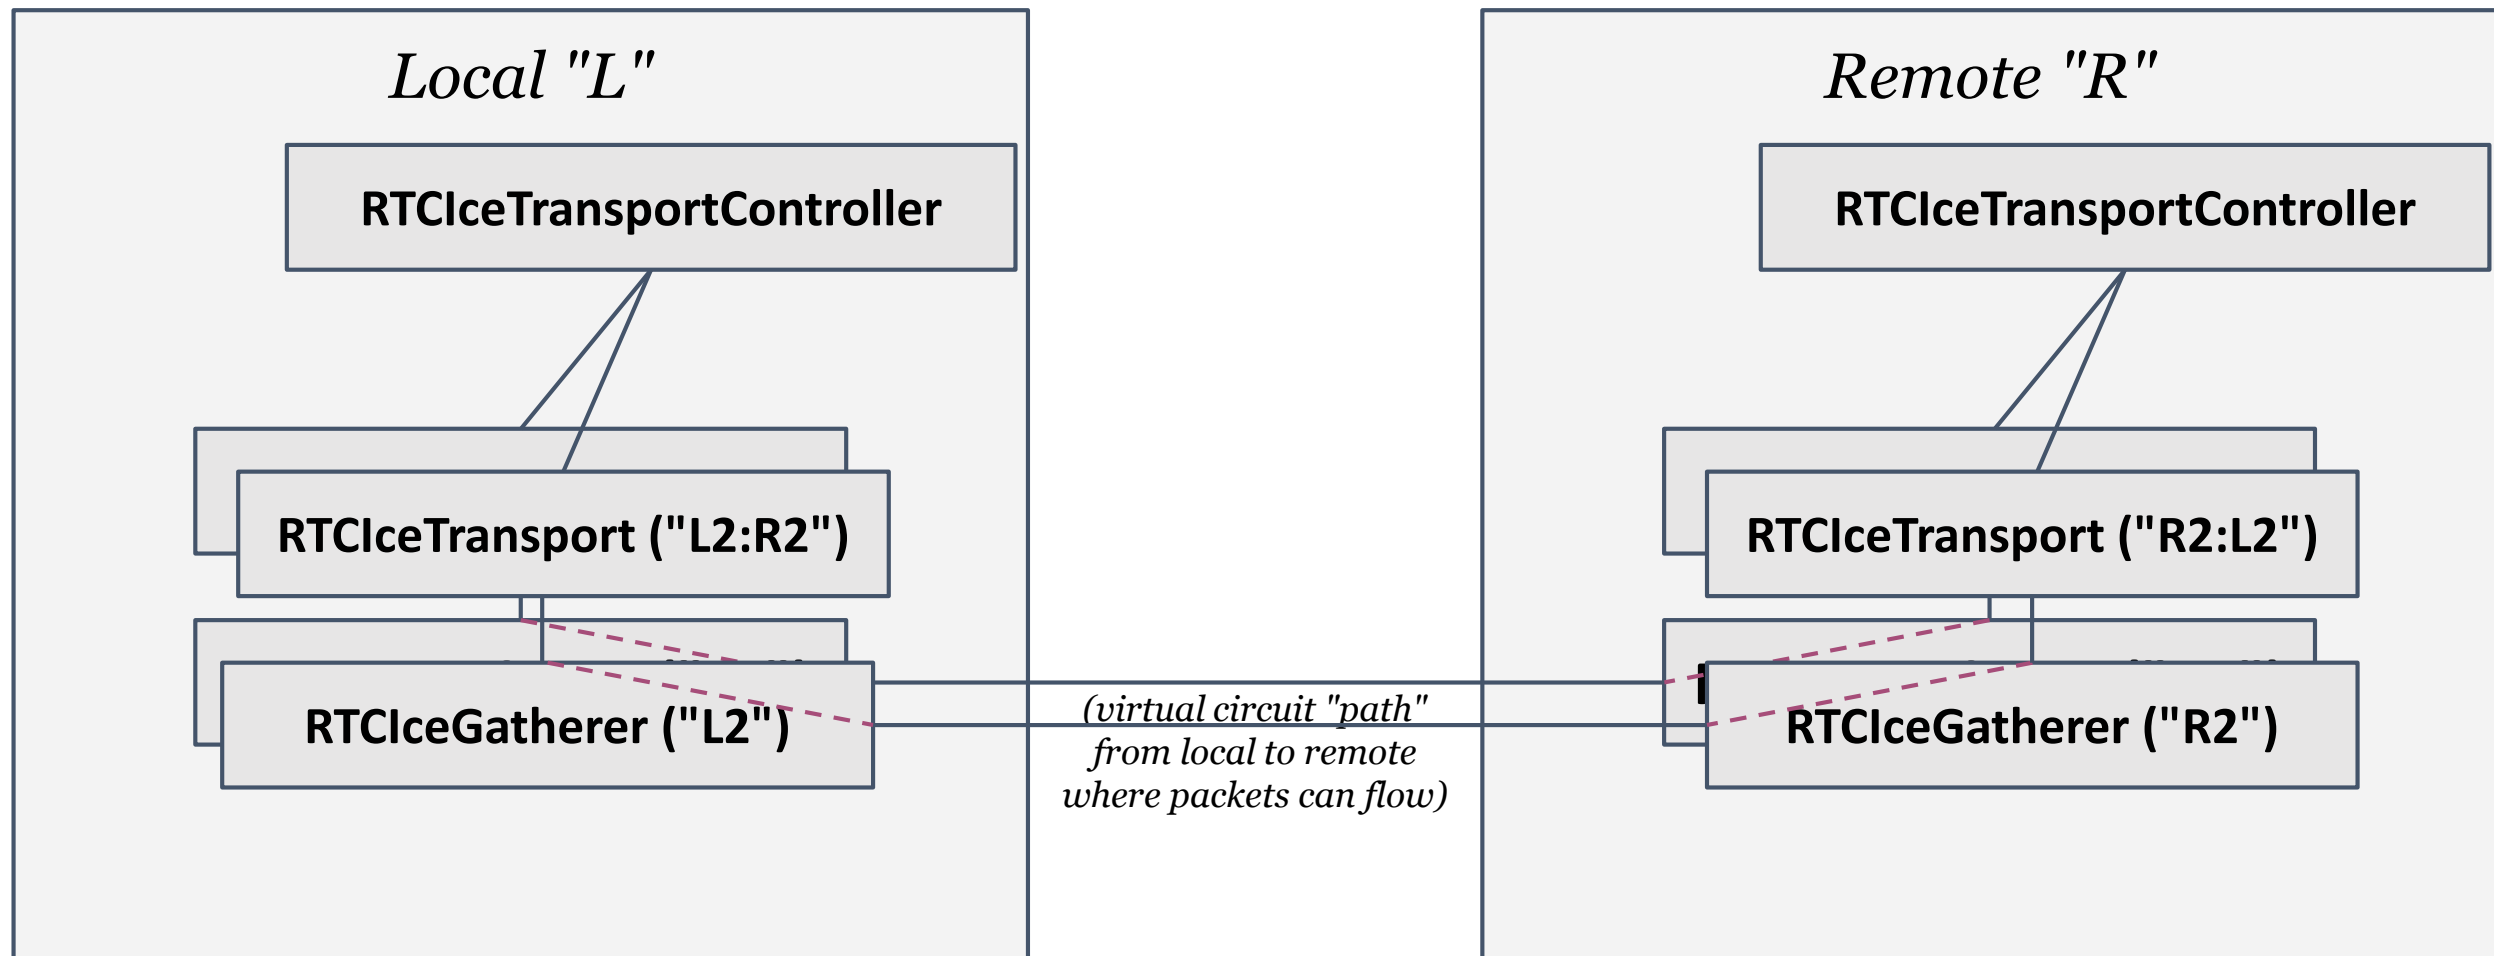 Local "L"
Remote "R"
RTCIceTransportController
RTCIceTransportController
RTCIceTransport ("L2:R2")
RTCIceTransport ("R2:L2")
RTCIceGatherer ("L2")
RTCIceGatherer ("R2")
(virtual circuit "path"
from local to remote
where packets can flow)